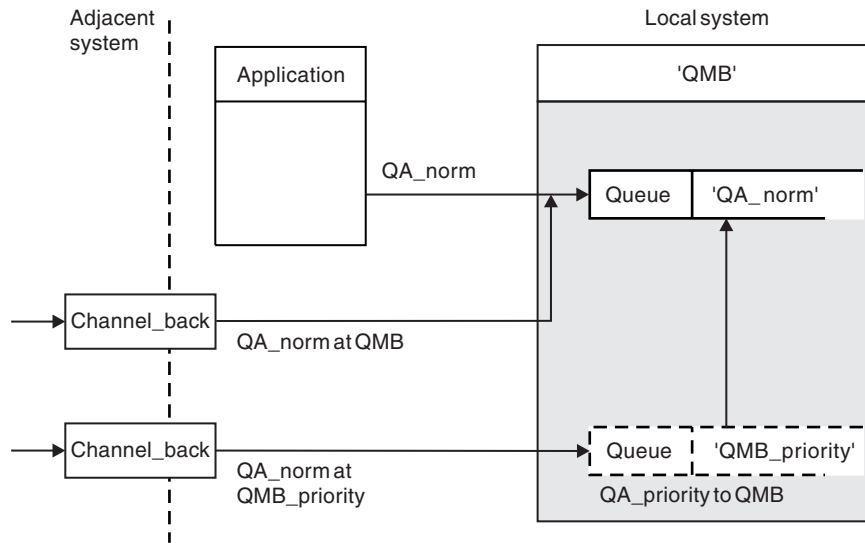 Adjacent
system
Local system
Application
'QMB'
QA_norm
Queue
'QA_norm'
Channel_back
QA_norm at QMB
Channel_back
QA_norm at
QMB_priority
Queue
'QMB_priority'
QA_priority to QMB